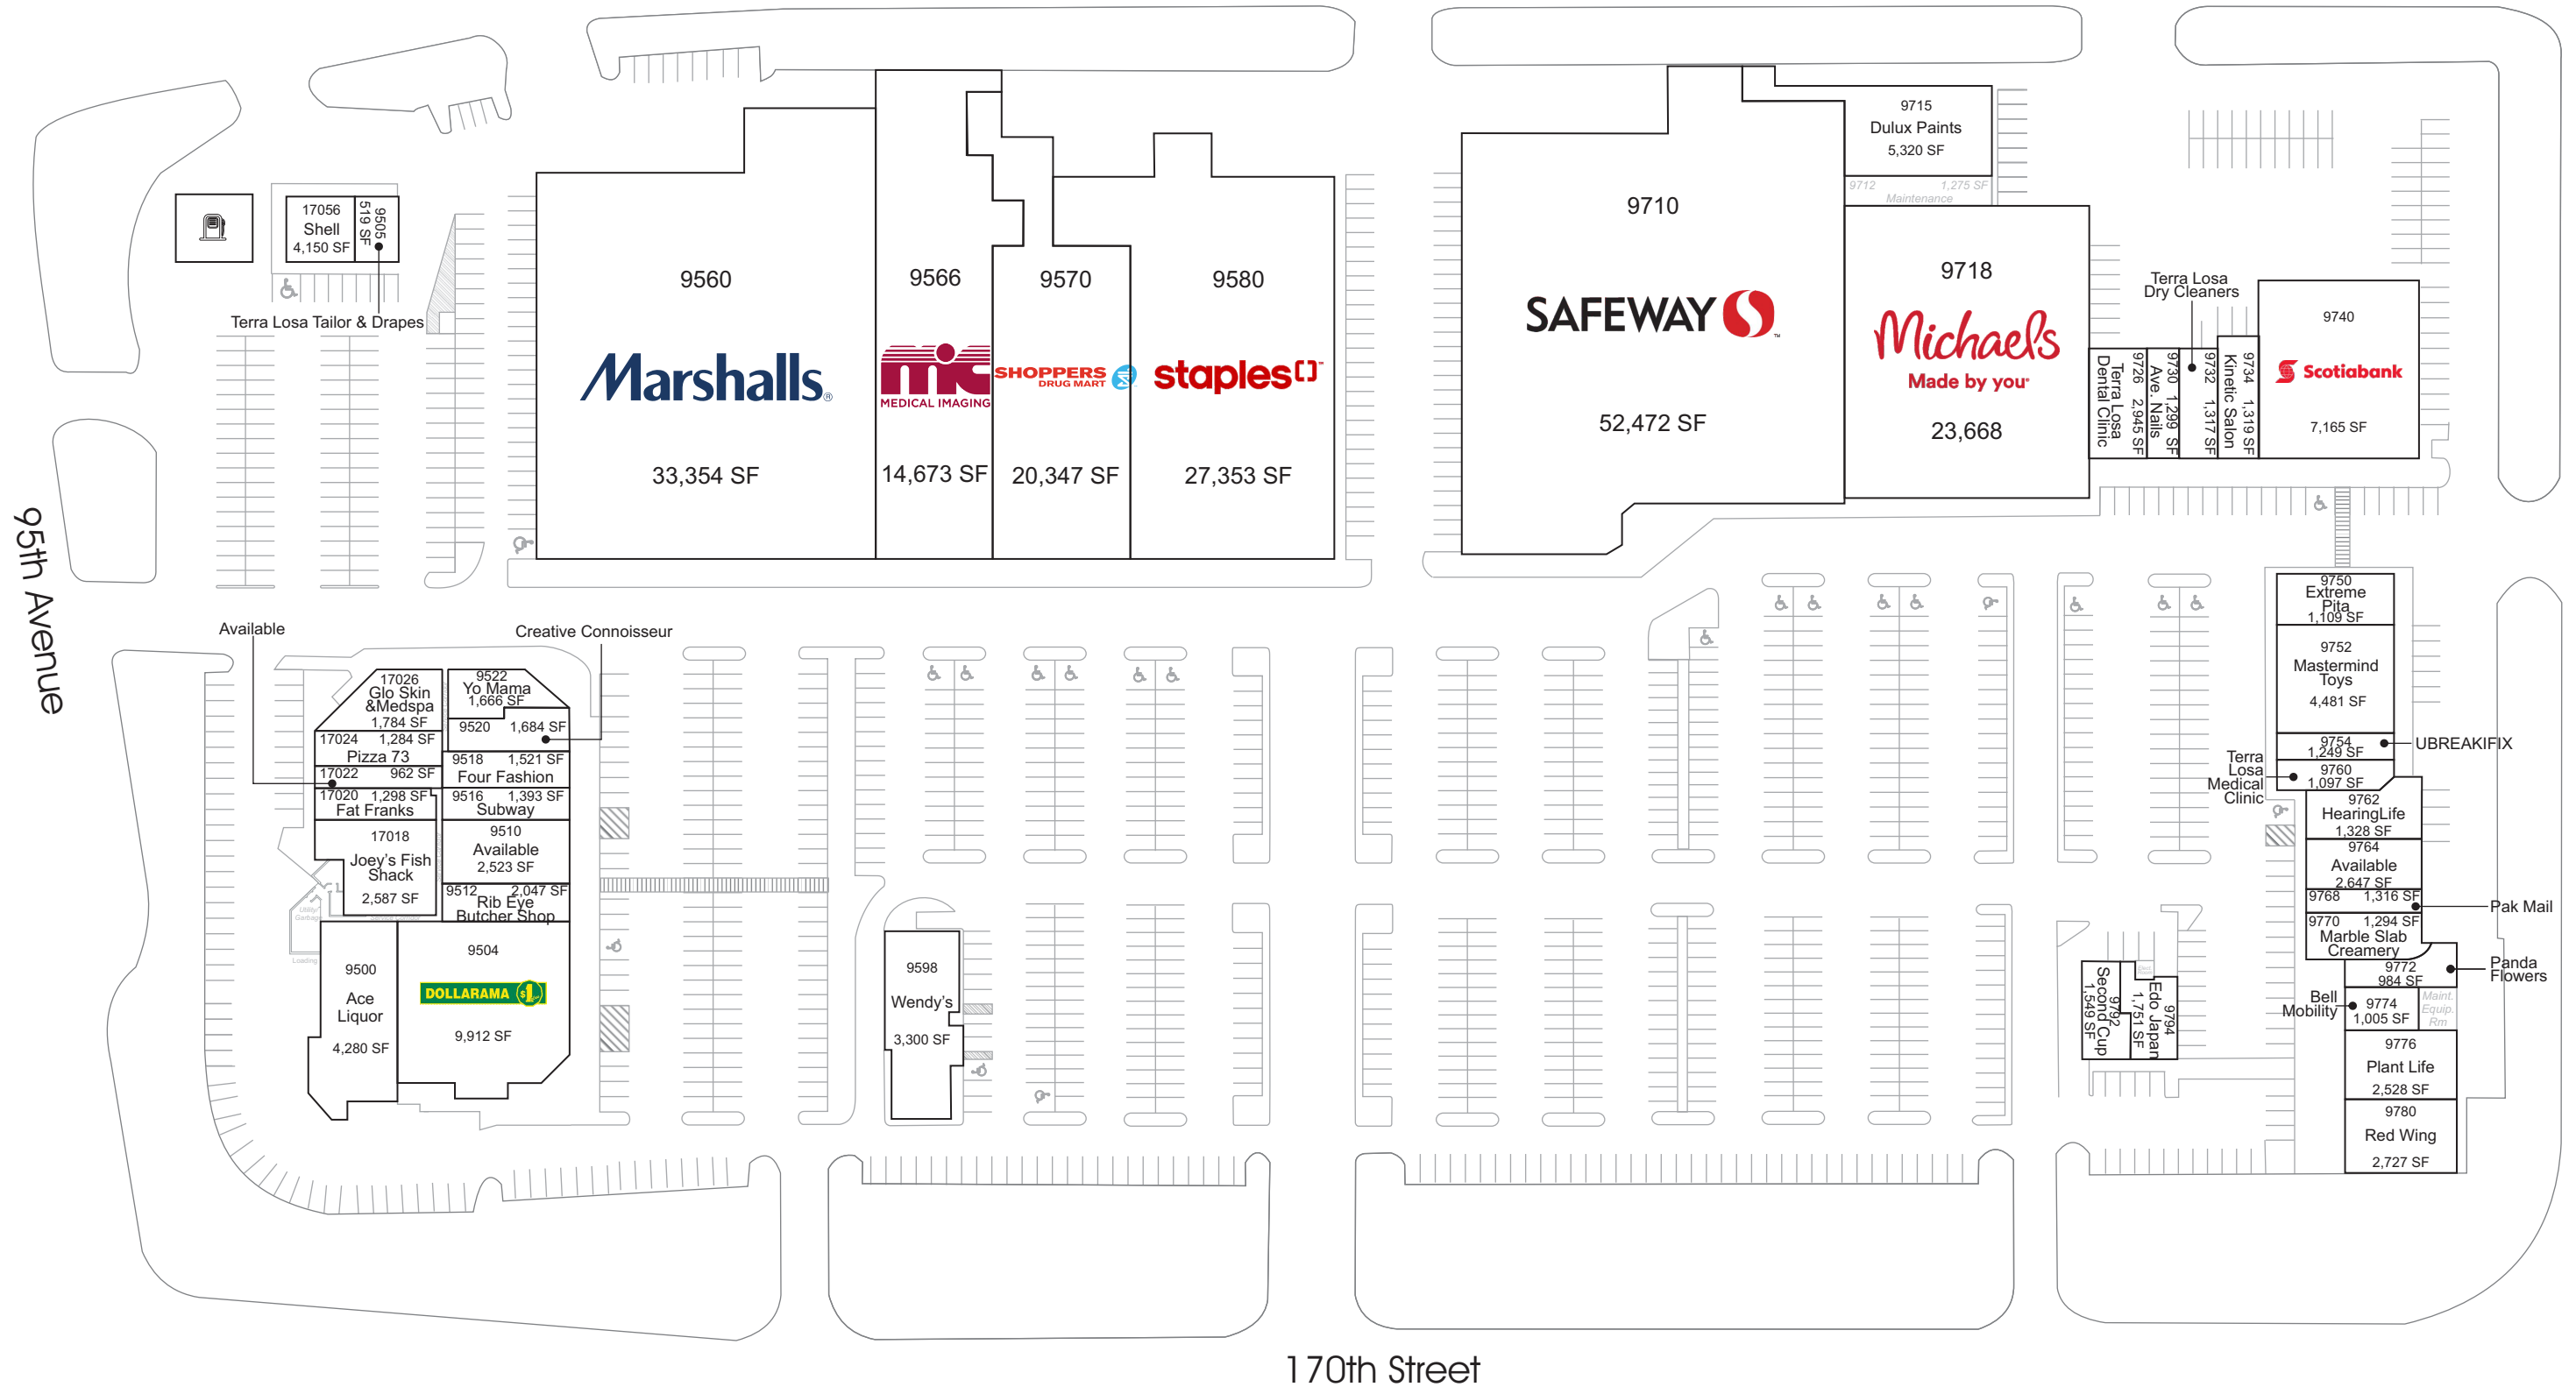 9715
Dulux Paints
5,320 SF
9712 1,275 SF
Maintenance
17056
Shell
4,150 SF
9505
519 SF
Terra Losa Tailor & Drapes
9560
Marshalls®
33,354 SF
9566
mic
MEDICAL IMAGING
14,673 SF
9570
SHOPPERS
DRUG MART
20,347 SF
9580
staples™
27,353 SF
9710
SAFEWAY™
52,472 SF
9718
Michaels
Made by you®
23,668
Terra Losa
Dry Cleaners
9726 2,945 SF
Terra Losa
Dental Clinic
9730 1,299 SF
Ave. Nails
9732 1,317 SF
9734 1,319 SF
Kinetic Salon
9740
Scotiabank
7,165 SF
95th Avenue
Available
Creative Connoisseur
17026
Glo Skin
&Medspa
1,784 SF
9522
Yo Mama
1,666 SF
9520 1,684 SF
17024 1,284 SF
Pizza 73
9518 1,521 SF
Four Fashion
17022 962 SF
17020 1,298 SF
Fat Franks
9516 1,393 SF
Subway
17018
Joey's Fish
Shack
2,587 SF
9510
Available
2,523 SF
9512 2,047 SF
Rib Eye
Butcher Shop
Utility/
Garbage
Loading
9500
Ace
Liquor
4,280 SF
9504
DOLLARAMA $1
9,912 SF
9598
Wendy's
3,300 SF
9750
Extreme
Pita
1,109 SF
9752
Mastermind
Toys
4,481 SF
9754
1,249 SF
UBREAKIFIX
Terra
Losa
Medical
Clinic
9760
1,097 SF
9762
HearingLife
1,328 SF
9764
Available
2,647 SF
9768 1,316 SF
Pak Mail
9770 1,294 SF
Marble Slab
Creamery
9772
984 SF
Panda
Flowers
Bell
Mobility
9774
1,005 SF
Maint.
Equip.
Rm
9776
Plant Life
2,528 SF
9780
Red Wing
2,727 SF
9792
Second Cup
1,549 SF
9794
Edo Japan
1,751 SF
170th Street